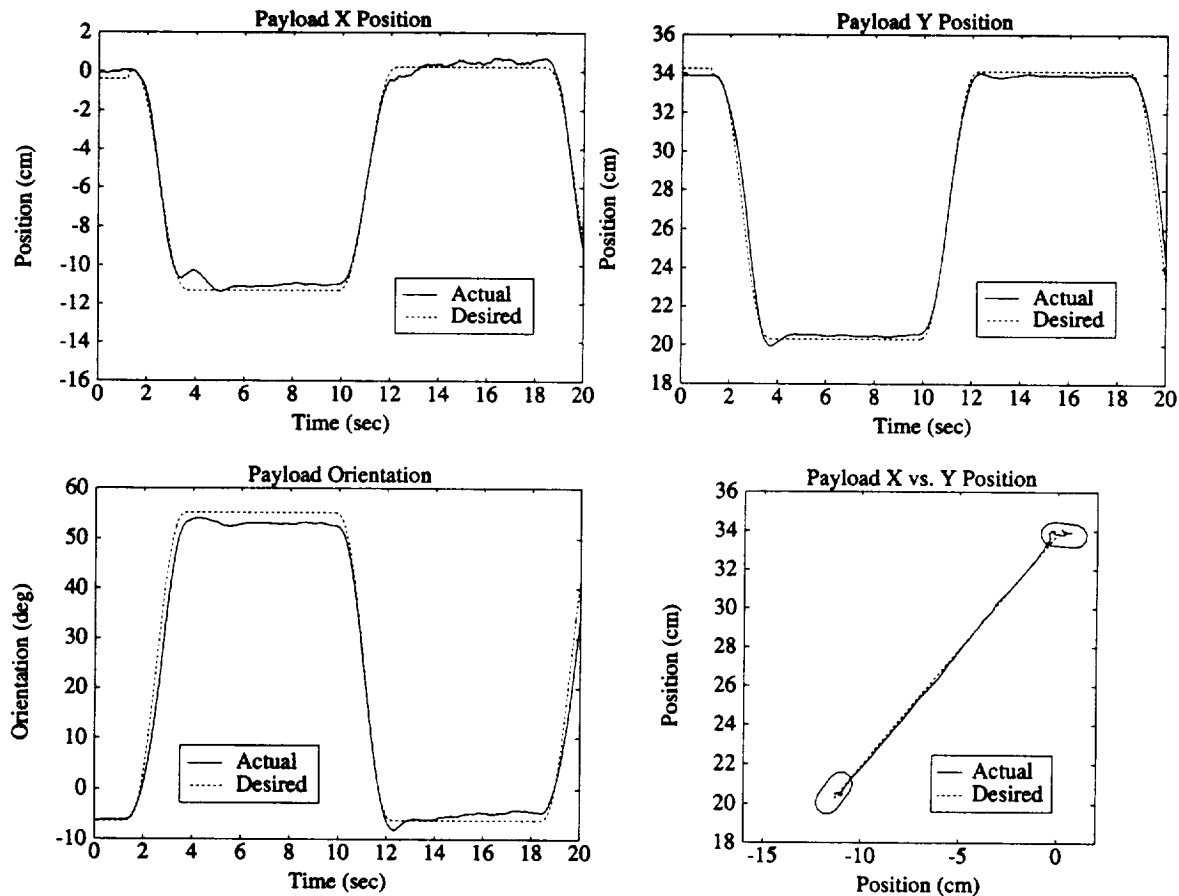 Payload X Position
2
0
-2
-4
-6
-8
-10
-12
-14
-16
Position (cm)
Actual
Desired
0 2 4 6 8 10 12 14 16 18 20
Time (sec)
Payload Y Position
36
34
32
30
28
26
24
22
20
18
Position (cm)
Actual
Desired
0 2 4 6 8 10 12 14 16 18 20
Time (sec)
Payload Orientation
60
50
40
30
20
10
0
-10
Orientation (deg)
Actual
Desired
0 2 4 6 8 10 12 14 16 18 20
Time (sec)
Payload X vs. Y Position
36
34
32
30
28
26
24
22
20
18
Position (cm)
Actual
Desired
-15 -10 -5 0
Position (cm)